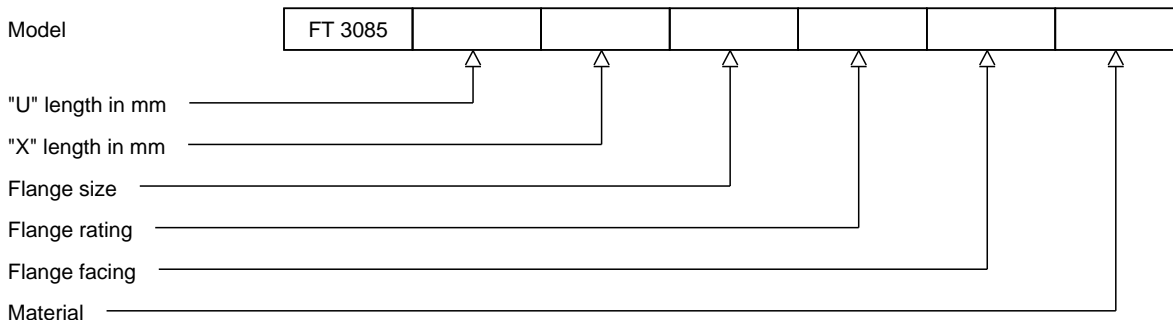 Model FT 3085
"U" length in mm
"X" length in mm
Flange size
Flange rating
Flange facing
Material